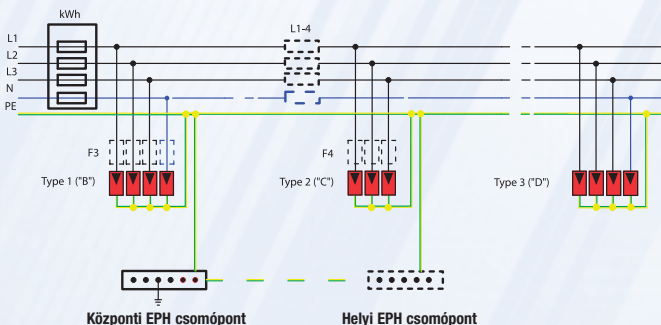 kWh
L1
L2
L3
N
PE
L1-4
F3
F4
Type 1 ("B")
Type 2 ("C")
Type 3 ("D")
Központi EPH csomópont
Helyi EPH csomópont